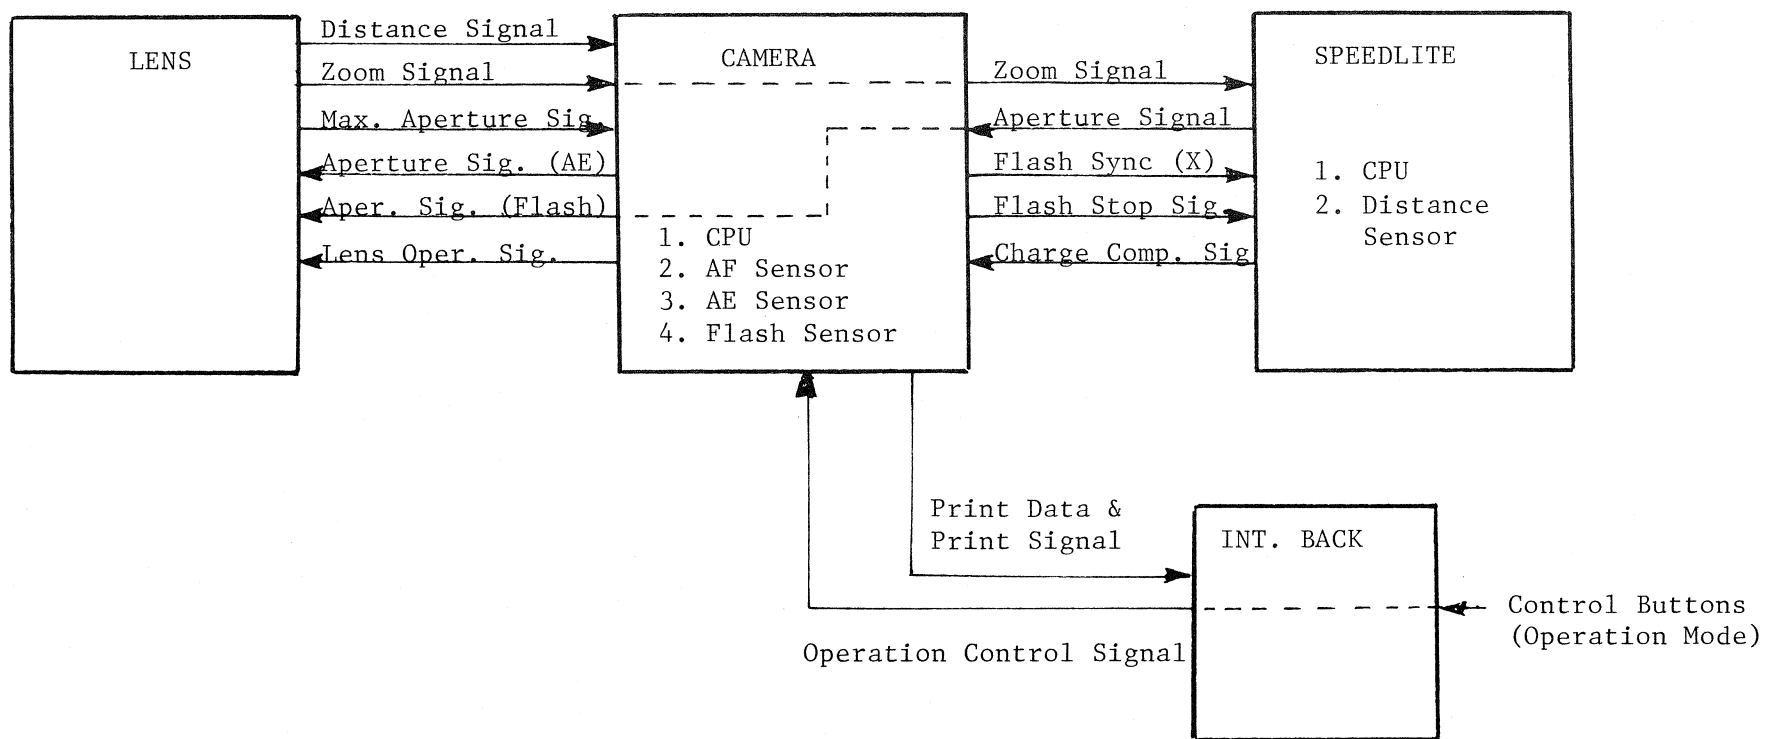 LENS
Distance Signal
Zoom Signal
Max. Aperture Sig.
Aperture Sig. (AE)
Aper. Sig. (Flash)
Lens Oper. Sig.
CAMERA
1. CPU
2. AF Sensor
3. AE Sensor
4. Flash Sensor
Zoom Signal
Aperture Signal
Flash Sync (X)
Flash Stop Sig.
Charge Comp. Sig
SPEEDLITE
1. CPU
2. Distance
Sensor
Print Data &
Print Signal
INT. BACK
Operation Control Signal
Control Buttons
(Operation Mode)